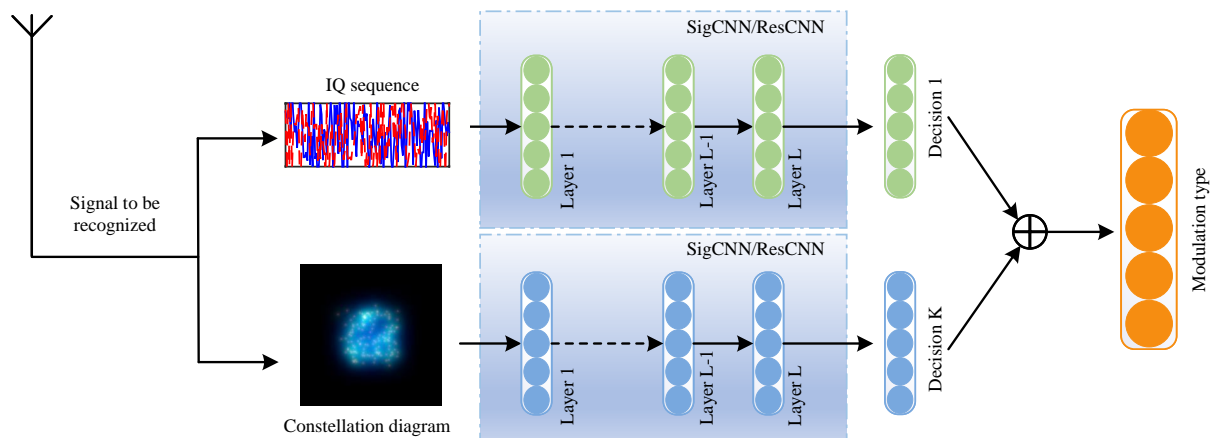 SigCNN/ResCNN
IQ sequence
Layer 1
Layer L-1
Layer L
Decision 1
Signal to be
recognized
Modulation type
SigCNN/ResCNN
Layer 1
Layer L-1
Layer L
Decision K
Constellation diagram